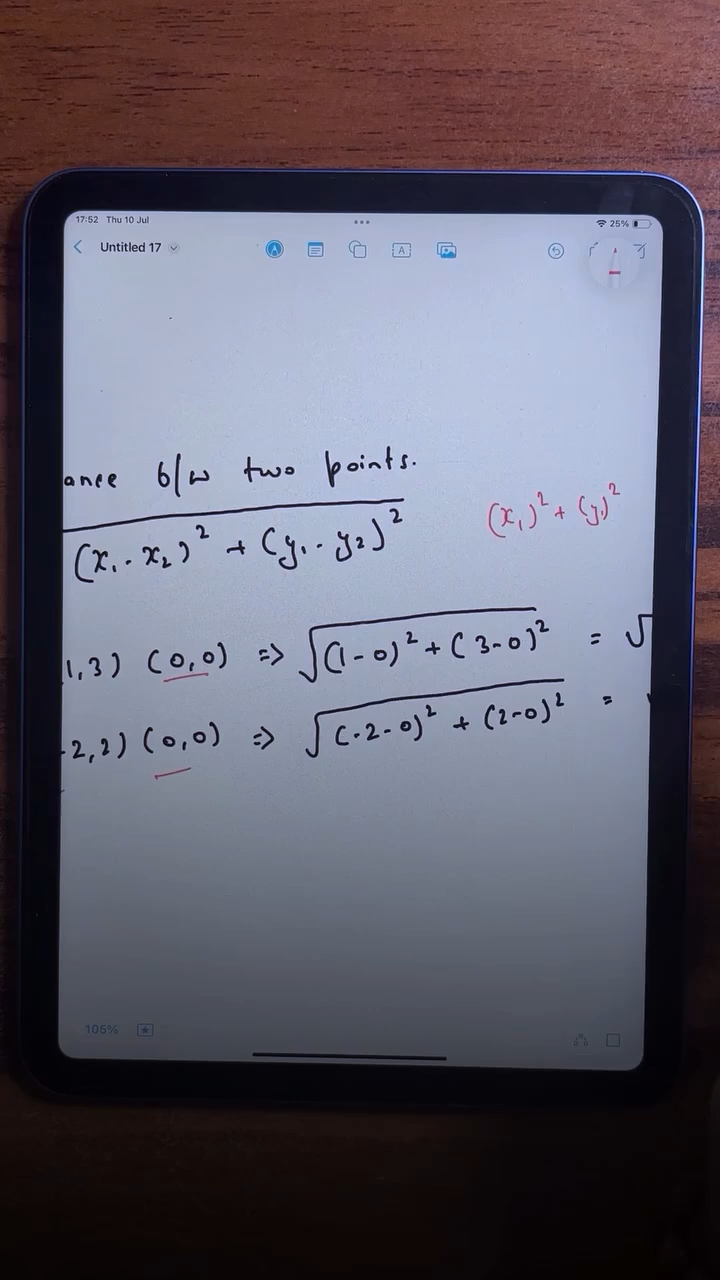 17:52 Thu 10 Jul
25%
Untitled 17
ance b/w two points.
(x₁-x₂)² + (y₁-y₂)²
(x₁)² + (y₁)²
1,3) (0,0) => √(1-0)² + (3-0)² = √
-2,2) (0,0) => √(-2-0)² + (2-0)² =
105%